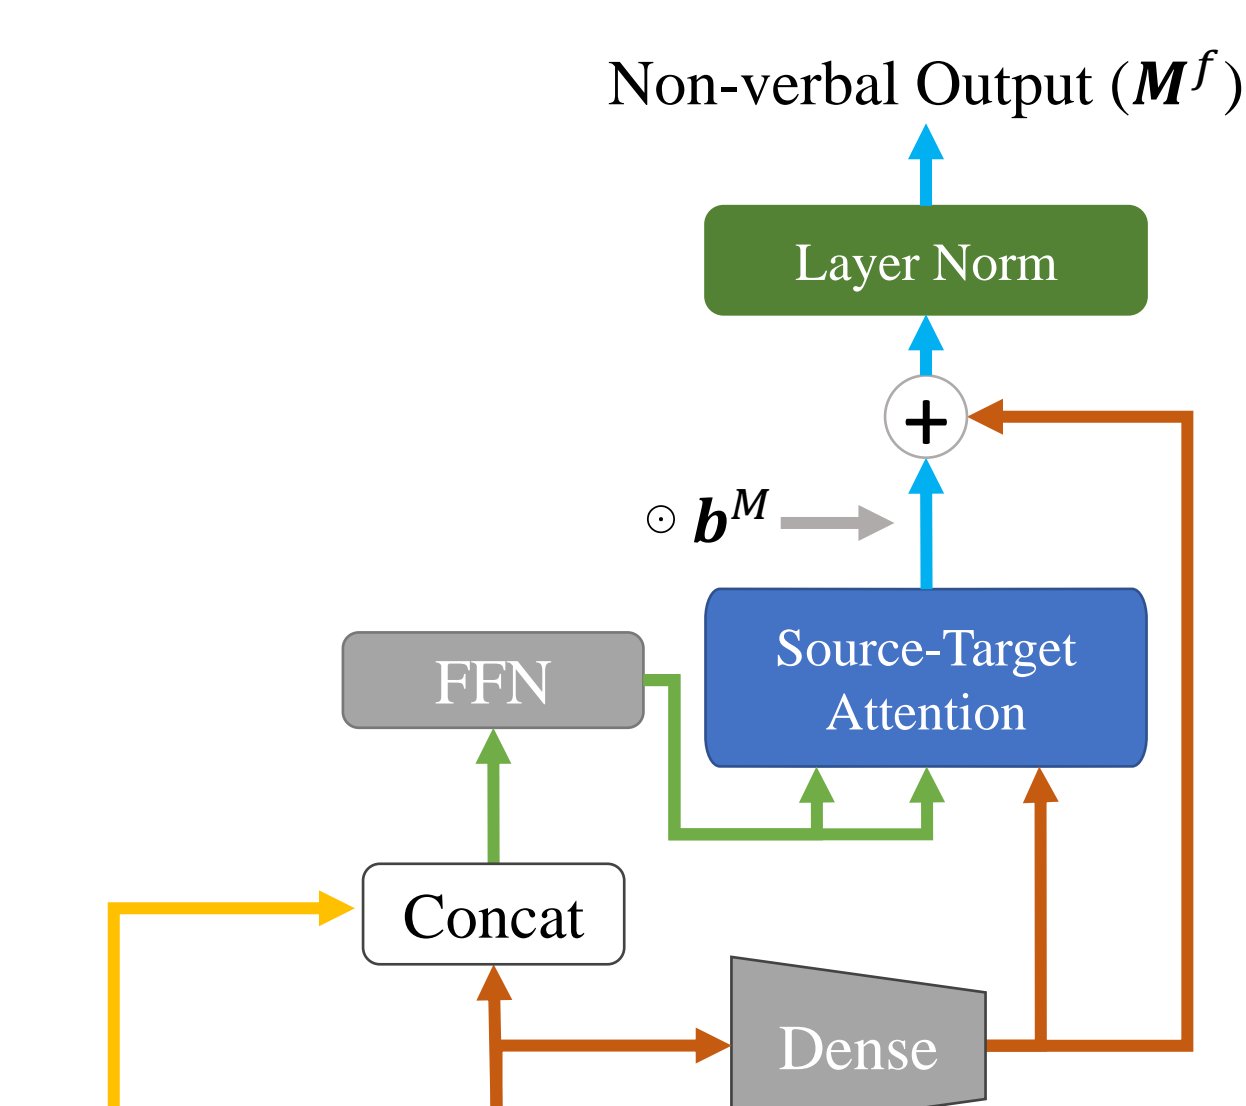 Non-verbal Output (𝑴ᶠ)
Layer Norm
+
⊙ 𝒃ᴹ
Source-Target
Attention
FFN
Concat
Dense